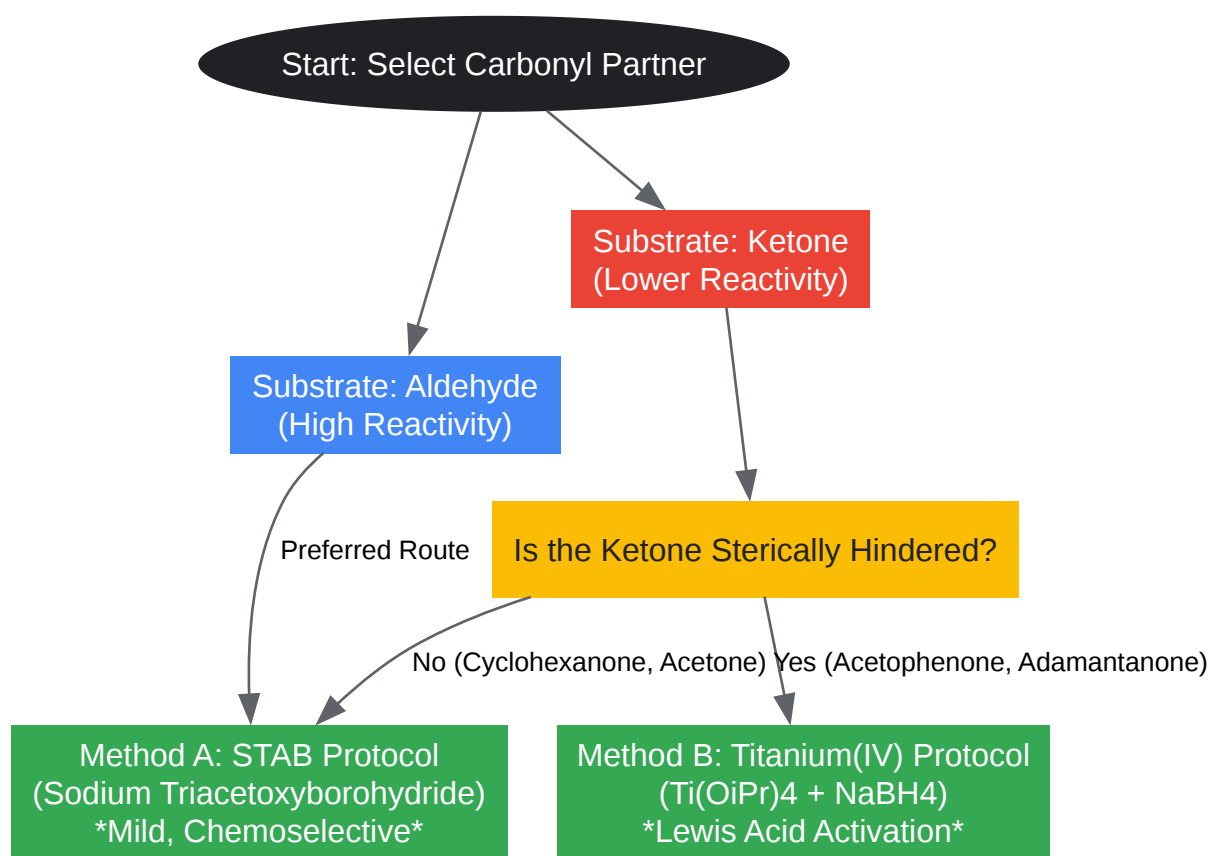 Start: Select Carbonyl Partner
Substrate: Ketone
(Lower Reactivity)
Substrate: Aldehyde
(High Reactivity)
Preferred Route
Is the Ketone Sterically Hindered?
No (Cyclohexanone, Acetone)
Yes (Acetophenone, Adamantanone)
Method A: STAB Protocol
(Sodium Triacetoxyborohydride)
*Mild, Chemoselective*
Method B: Titanium(IV) Protocol
(Ti(OiPr)4 + NaBH4)
*Lewis Acid Activation*